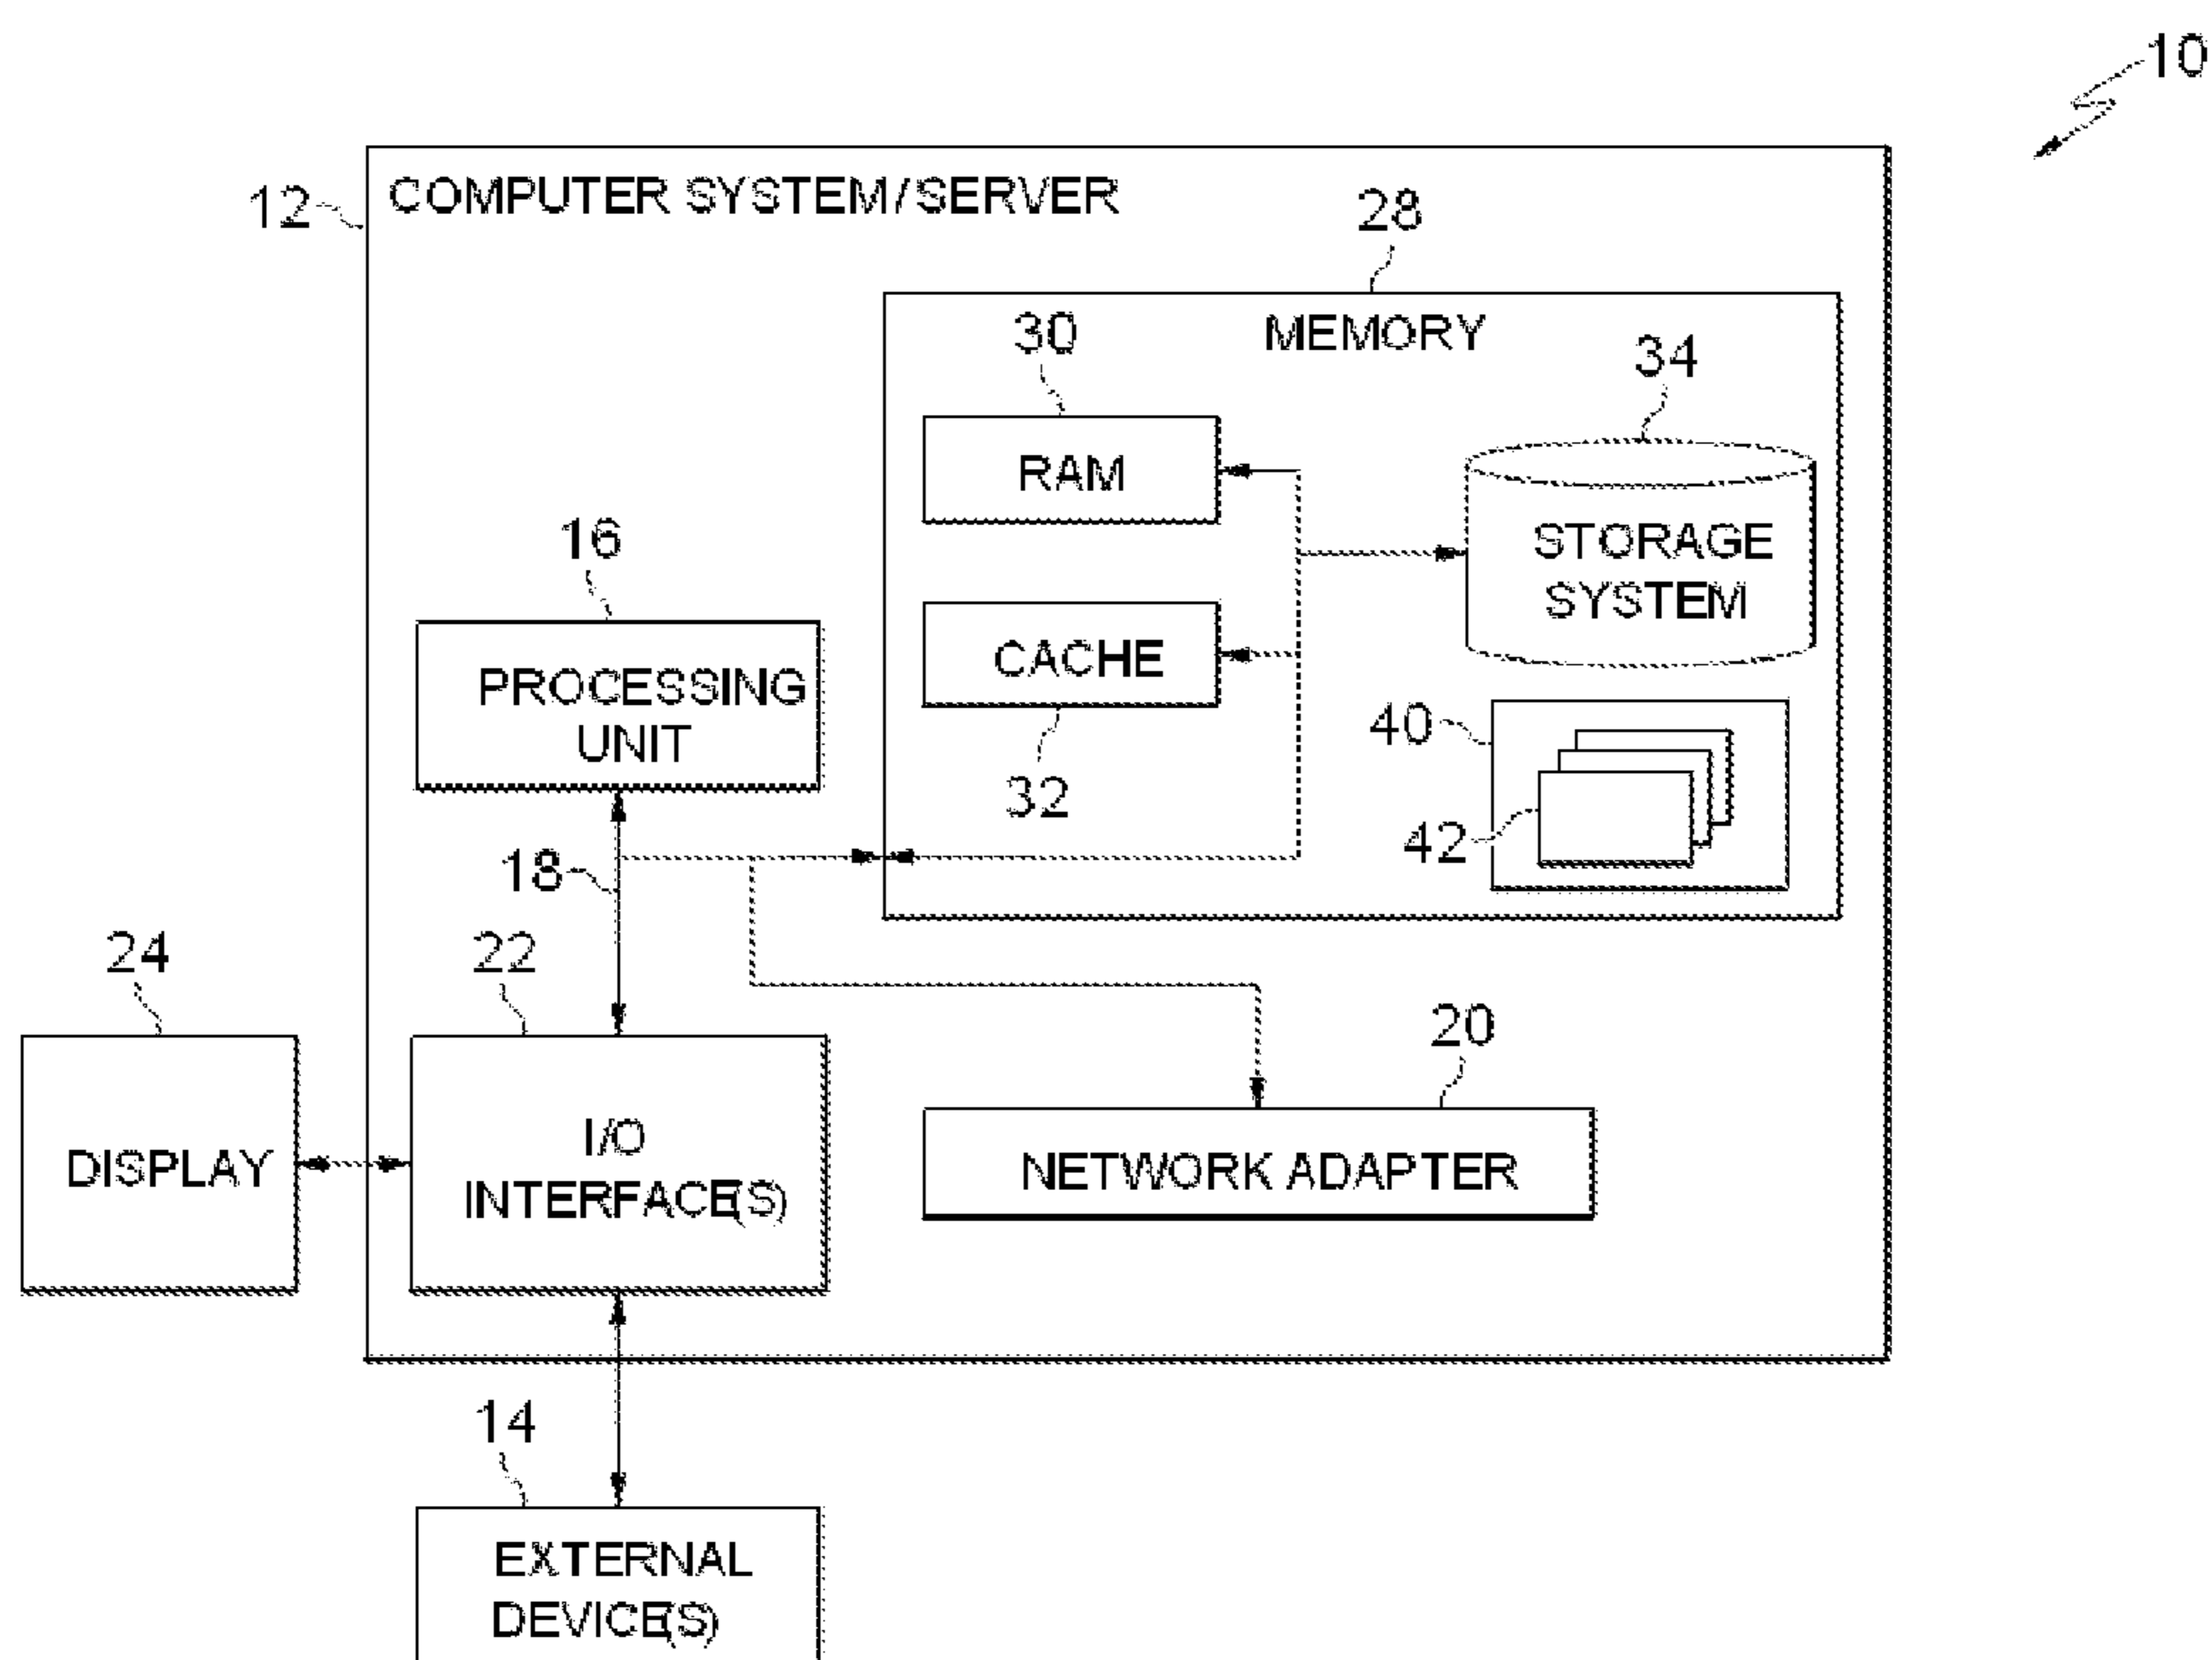 10
12
COMPUTER SYSTEM/SERVER
28
30
MEMORY
34
RAM
STORAGE
SYSTEM
16
CACHE
PROCESSING
UNIT
40
32
42
18
24
22
20
I/O
INTERFACE(S)
DISPLAY
NETWORK ADAPTER
14
EXTERNAL
DEVICE(S)